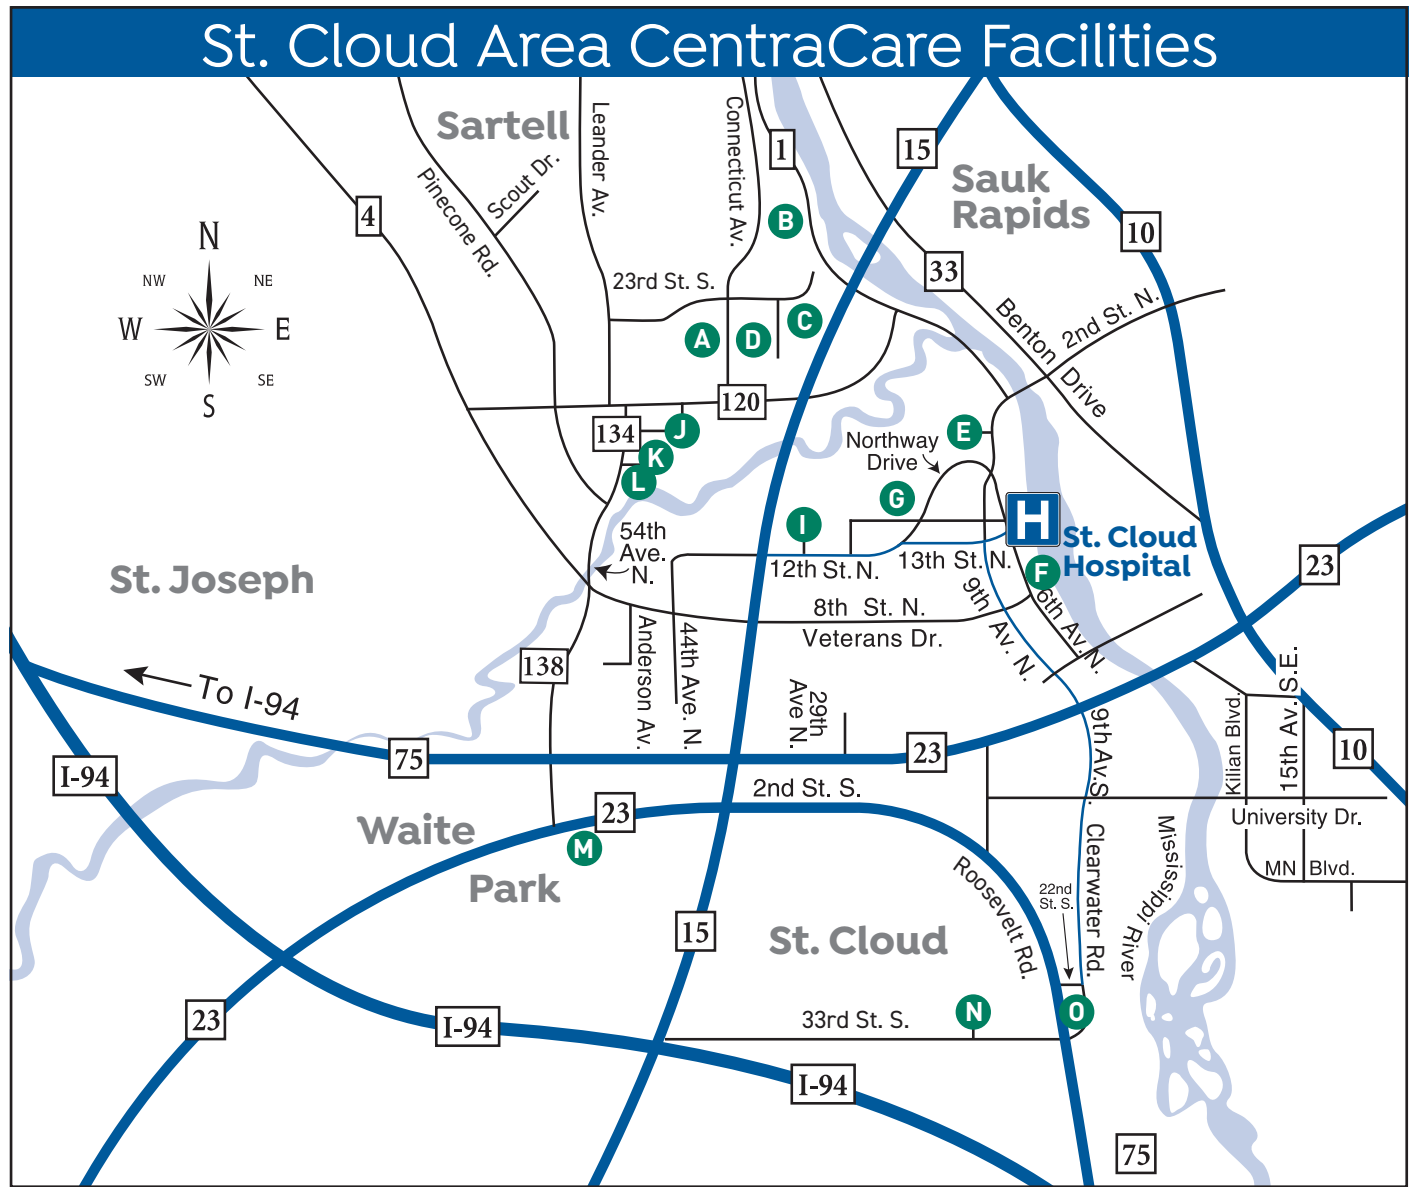 St. Cloud Area CentraCare Facilities
Sartell
Leander Av.
Connecticut Av.
1
15
Sauk
Rapids
Pinecone Rd.
Scout Dr.
4
B
10
N
NW
NE
W
E
SW
SE
S
33
23rd St. S.
Benton Drive
2nd St. N.
A
D
C
120
134
J
K
L
Northway
Drive
E
G
H
St. Cloud
Hospital
I
54th
Ave.
N.
12th St. N.
13th St. N.
F
23
St. Joseph
8th St. N.
Veterans Dr.
9th Av. N.
6th Av. N.
138
Anderson Av.
44th Ave. N.
29th
Ave N.
To I-94
I-94
75
23
9th Av. S.
Killian Blvd.
15th Av. S.E.
10
2nd St. S.
University Dr.
23
Waite
Park
M
MN Blvd.
Roosevelt Rd.
22nd
St. S.
Clearwater Rd.
Mississippi River
15
St. Cloud
23
I-94
33rd St. S.
N
O
I-94
75